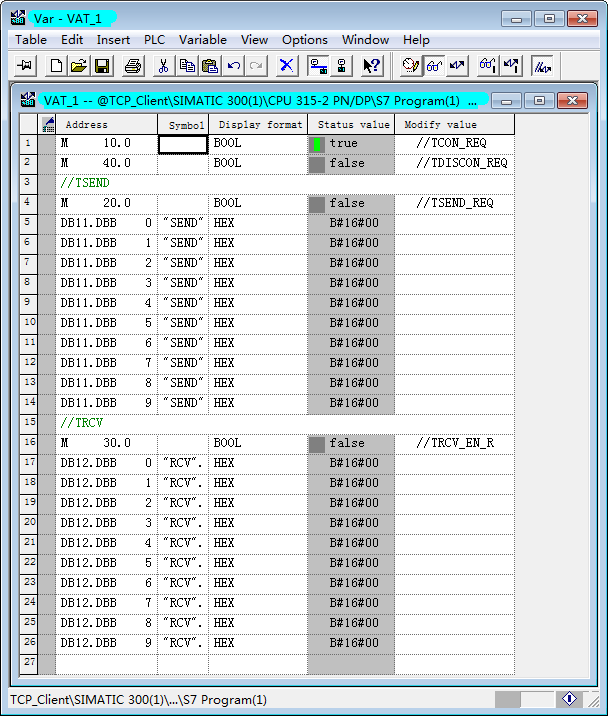 Var - VAT_1
Table Edit Insert PLC Variable View Options Window Help
VAT_1 -- @TCP_Client\SIMATIC 300(1)\CPU 315-2 PN/DP\S7 Program(1) ...
Address Symbol Display format Status value Modify value
1 M 10.0 BOOL true //TCON_REQ
2 M 40.0 BOOL false //TDISCON_REQ
3 //TSEND
4 M 20.0 BOOL false //TSEND_REQ
5 DB11.DBB 0 "SEND" HEX B#16#00
6 DB11.DBB 1 "SEND" HEX B#16#00
7 DB11.DBB 2 "SEND" HEX B#16#00
8 DB11.DBB 3 "SEND" HEX B#16#00
9 DB11.DBB 4 "SEND" HEX B#16#00
10 DB11.DBB 5 "SEND" HEX B#16#00
11 DB11.DBB 6 "SEND" HEX B#16#00
12 DB11.DBB 7 "SEND" HEX B#16#00
13 DB11.DBB 8 "SEND" HEX B#16#00
14 DB11.DBB 9 "SEND" HEX B#16#00
15 //TRCV
16 M 30.0 BOOL false //TRCV_EN_R
17 DB12.DBB 0 "RCV". HEX B#16#00
18 DB12.DBB 1 "RCV". HEX B#16#00
19 DB12.DBB 2 "RCV". HEX B#16#00
20 DB12.DBB 3 "RCV". HEX B#16#00
21 DB12.DBB 4 "RCV". HEX B#16#00
22 DB12.DBB 5 "RCV". HEX B#16#00
23 DB12.DBB 6 "RCV". HEX B#16#00
24 DB12.DBB 7 "RCV". HEX B#16#00
25 DB12.DBB 8 "RCV". HEX B#16#00
26 DB12.DBB 9 "RCV". HEX B#16#00
27
TCP_Client\SIMATIC 300(1)\...\S7 Program(1)